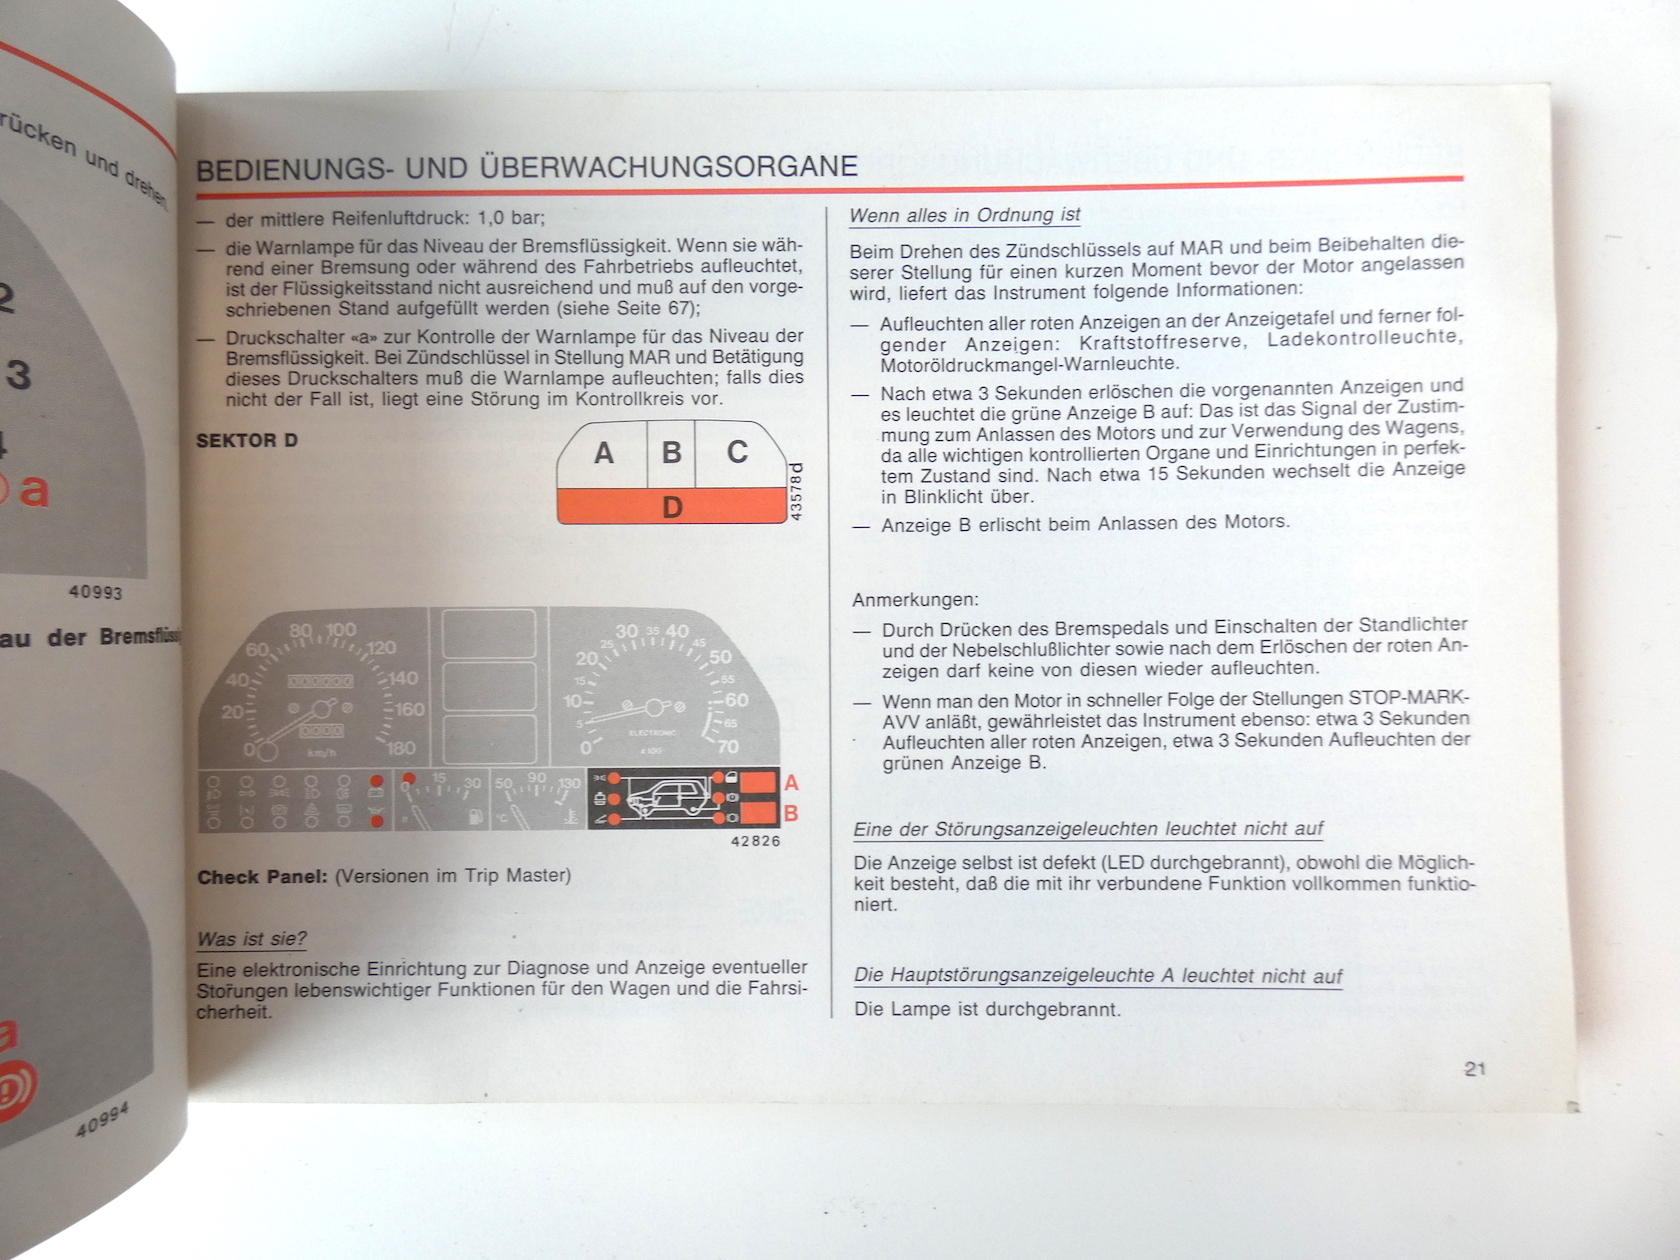 rücken und drehen.
2
3
4
a
40993
au der Bremsflüssig
a
40994
BEDIENUNGS- UND ÜBERWACHUNGSORGANE
— der mittlere Reifenluftdruck: 1,0 bar;
— die Warnlampe für das Niveau der Bremsflüssigkeit. Wenn sie wäh-
rend einer Bremsung oder während des Fahrbetriebs aufleuchtet,
ist der Flüssigkeitsstand nicht ausreichend und muß auf den vorge-
schriebenen Stand aufgefüllt werden (siehe Seite 67);
— Druckschalter «a» zur Kontrolle der Warnlampe für das Niveau der
Bremsflüssigkeit. Bei Zündschlüssel in Stellung MAR und Betätigung
dieses Druckschalters muß die Warnlampe aufleuchten; falls dies
nicht der Fall ist, liegt eine Störung im Kontrollkreis vor.
SEKTOR D
A B C
D
43578d
0 20 40 60 80 100 120 140 160 180
km/h
0 5 10 15 20 25 30 35 40 45 50 55 60 65 70
ELECTRONIC
x 100
0 15 30
50 90 130
°C
A
B
42826
Check Panel: (Versionen im Trip Master)
Was ist sie?
Eine elektronische Einrichtung zur Diagnose und Anzeige eventueller
Storungen lebenswichtiger Funktionen für den Wagen und die Fahrsi-
cherheit.
Wenn alles in Ordnung ist
Beim Drehen des Zündschlüssels auf MAR und beim Beibehalten die-
serer Stellung für einen kurzen Moment bevor der Motor angelassen
wird, liefert das Instrument folgende Informationen:
— Aufleuchten aller roten Anzeigen an der Anzeigetafel und ferner fol-
gender Anzeigen: Kraftstoffreserve, Ladekontrolleuchte,
Motoröldruckmangel-Warnleuchte.
— Nach etwa 3 Sekunden erlöschen die vorgenannten Anzeigen und
es leuchtet die grüne Anzeige B auf: Das ist das Signal der Zustim-
mung zum Anlassen des Motors und zur Verwendung des Wagens,
da alle wichtigen kontrollierten Organe und Einrichtungen in perfek-
tem Zustand sind. Nach etwa 15 Sekunden wechselt die Anzeige
in Blinklicht über.
— Anzeige B erlischt beim Anlassen des Motors.
Anmerkungen:
— Durch Drücken des Bremspedals und Einschalten der Standlichter
und der Nebelschlußlichter sowie nach dem Erlöschen der roten An-
zeigen darf keine von diesen wieder aufleuchten.
— Wenn man den Motor in schneller Folge der Stellungen STOP-MARK-
AVV anläßt, gewährleistet das Instrument ebenso: etwa 3 Sekunden
Aufleuchten aller roten Anzeigen, etwa 3 Sekunden Aufleuchten der
grünen Anzeige B.
Eine der Störungsanzeigeleuchten leuchtet nicht auf
Die Anzeige selbst ist defekt (LED durchgebrannt), obwohl die Möglich-
keit besteht, daß die mit ihr verbundene Funktion vollkommen funktio-
niert.
Die Hauptstörungsanzeigeleuchte A leuchtet nicht auf
Die Lampe ist durchgebrannt.
21